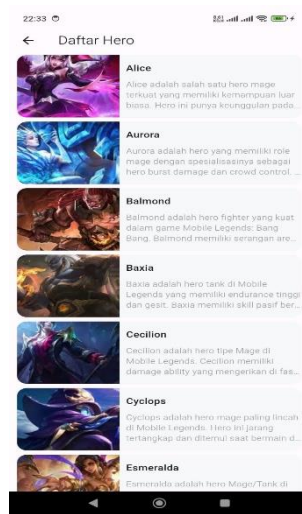 22:33
Daftar Hero
Alice
Alice adalah salah satu hero mage
terkuat yang memiliki kemampuan luar
biasa. Hero ini punya keunggulan pada...
Aurora
Aurora adalah hero yang memiliki role
mage dengan spesialisasinya sebagai
hero burst damage dan crowd control. ...
Balmond
Balmond adalah hero fighter yang kuat
dalam game Mobile Legends: Bang
Bang. Balmond memiliki serangan are...
Baxia
Baxia adalah hero tank di Mobile
Legends yang memiliki endurance tinggi
dan gesit. Baxia memiliki skill pasif ber...
Cecilion
Cecilion adalah hero tipe Mage di
Mobile Legends. Cecilion memiliki
damage ability yang mengerikan di fas...
Cyclops
Cyclops adalah hero mage paling lincah
di Mobile Legends. Hero ini jarang
tertangkap dan ditemui saat bermain d...
Esmeralda
Esmeralda adalah hero Mage/Tank di